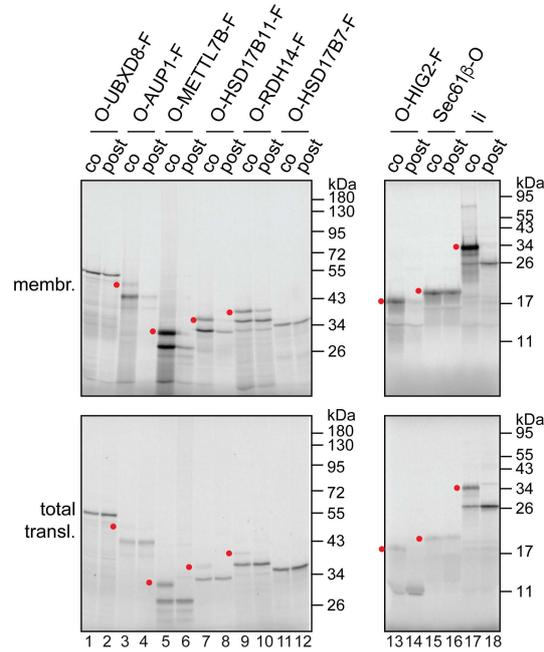 O-UBXD8-F
O-AUP1-F
O-METTL7B-F
O-HSD17B11-F
O-RDH14-F
O-HSD17B7-F
O-HIG2-F
Sec61β-O
Ii
co post co post co post co post co post co post
co post co post co post
kDa
180
130
95
72
55
43
34
26
kDa
95
55
43
34
26
17
11
membr.
kDa
180
130
95
72
55
43
34
26
kDa
95
55
43
34
26
17
11
total
transl.
1 2 3 4 5 6 7 8 9 10 11 12
13 14 15 16 17 18